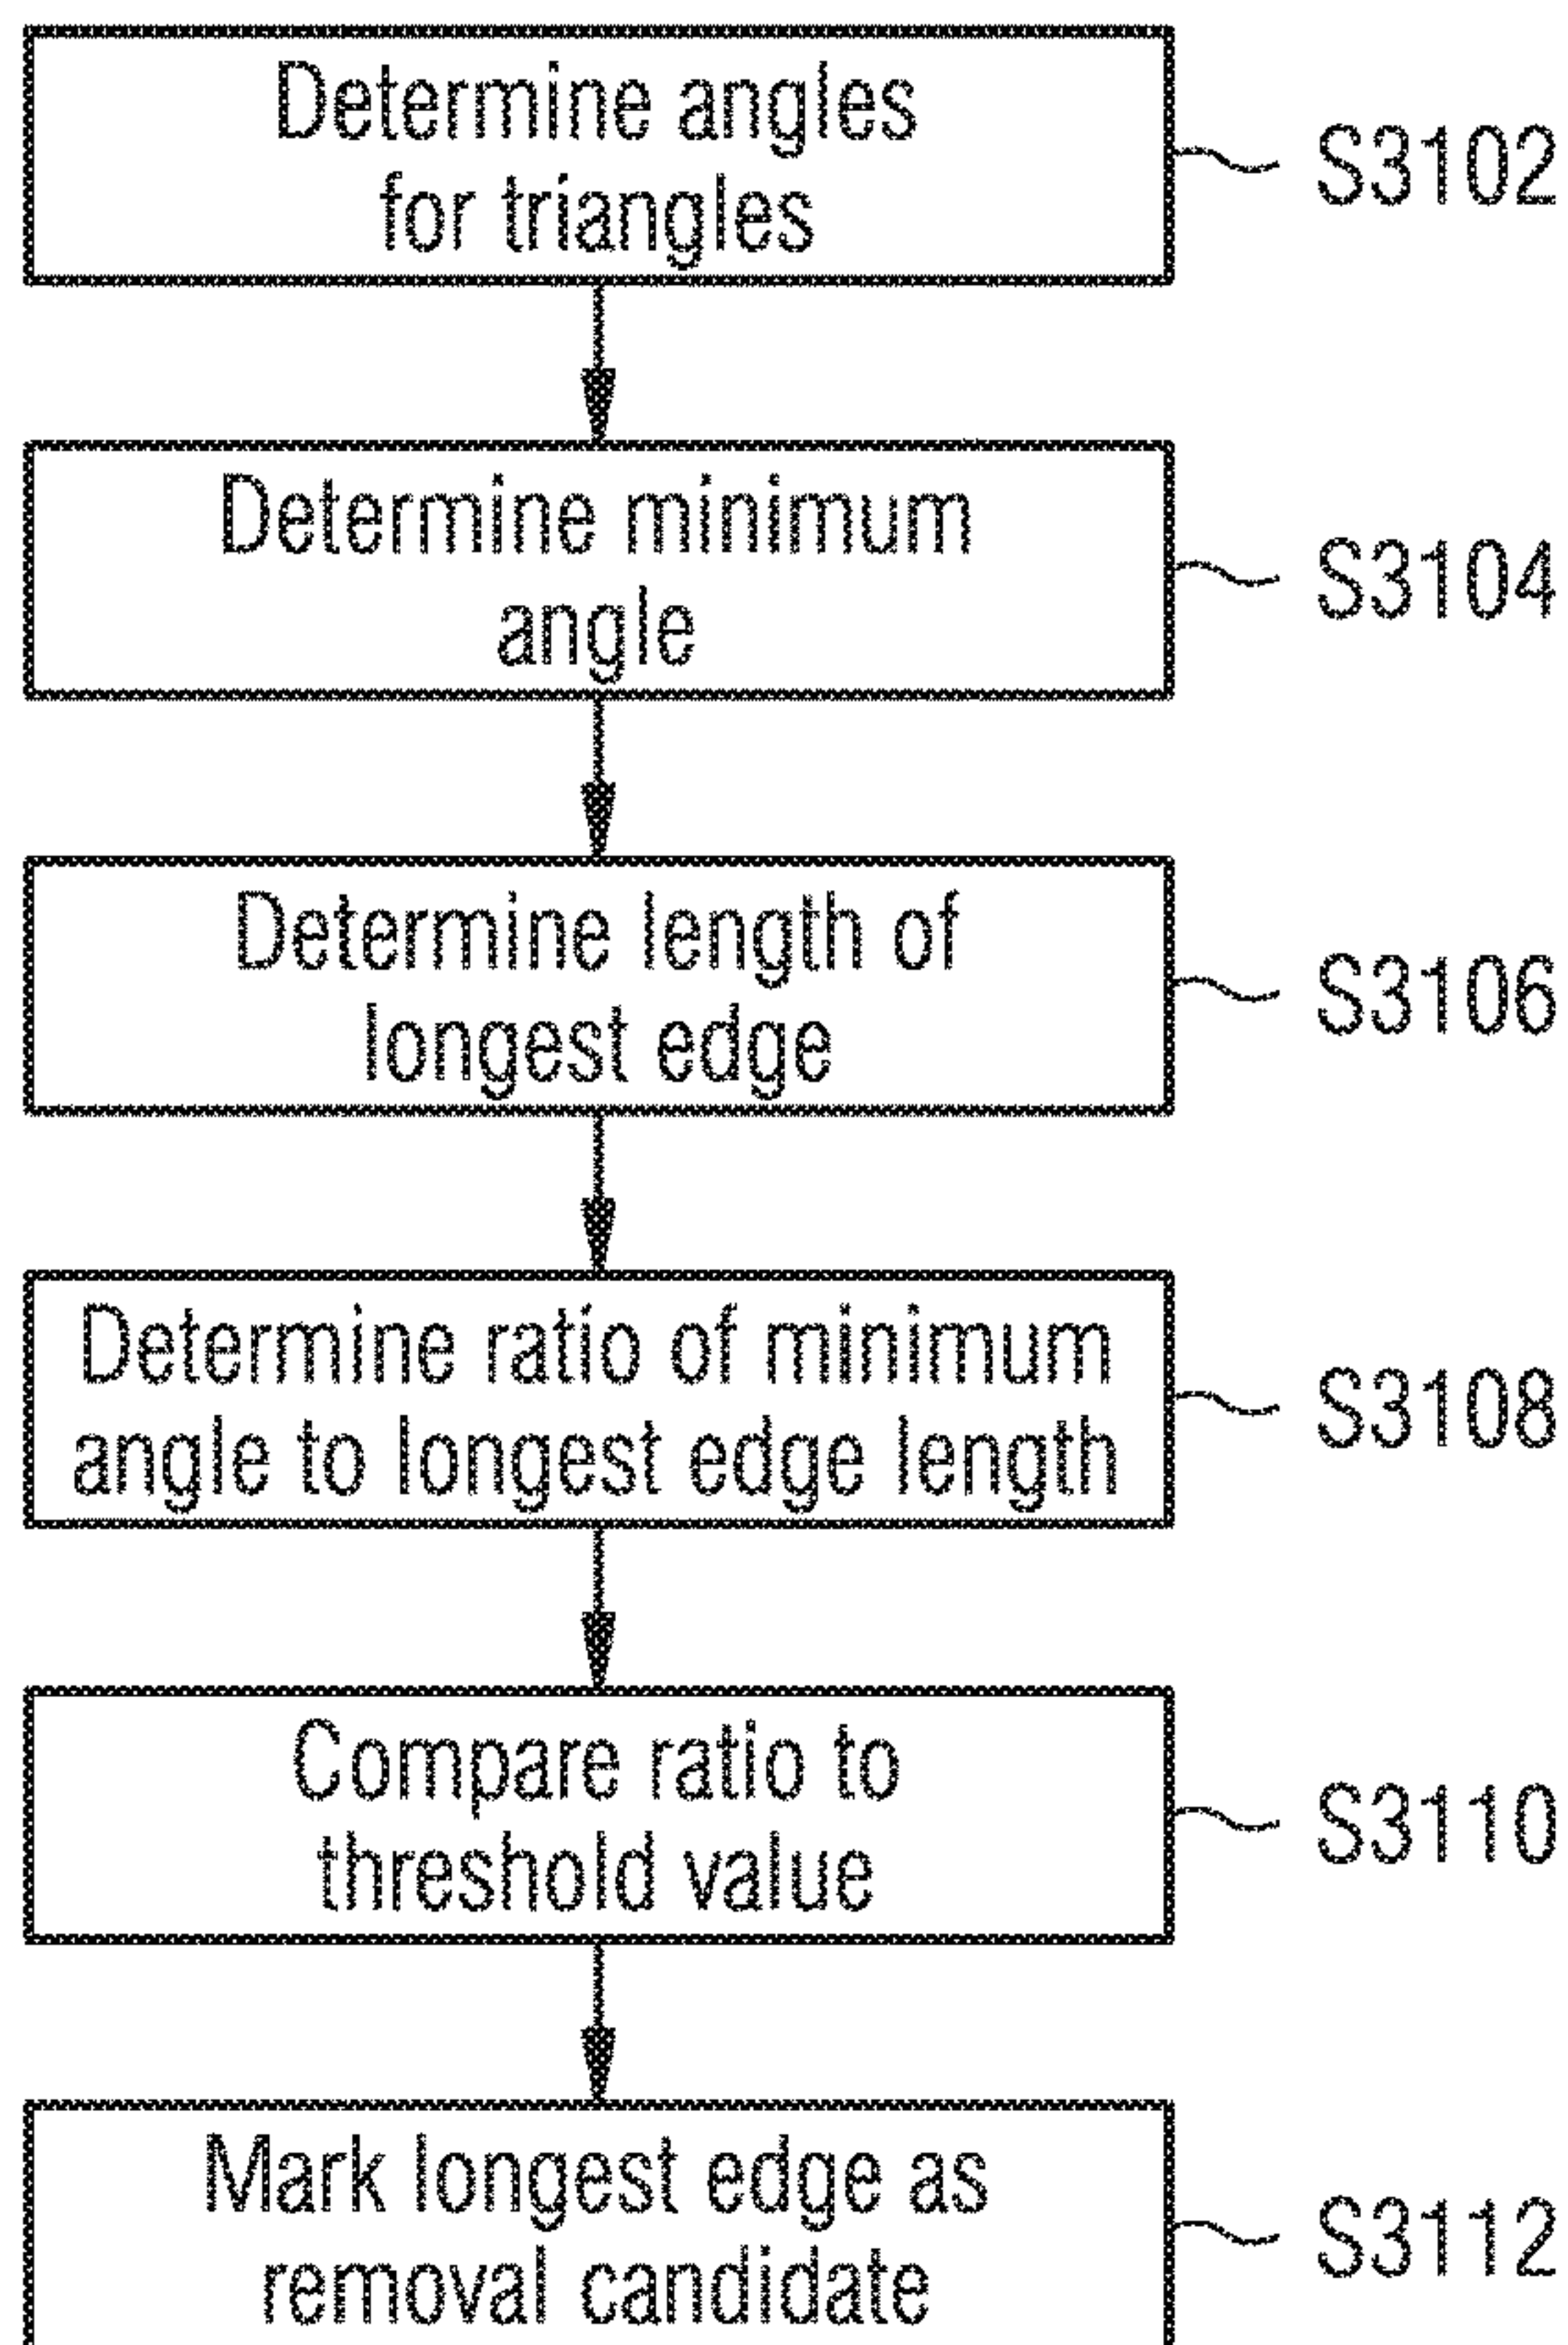 Determine angles
for triangles
S3102
Determine minimum
angle
S3104
Determine length of
longest edge
S3106
Determine ratio of minimum
angle to longest edge length
S3108
Compare ratio to
threshold value
S3110
Mark longest edge as
removal candidate
S3112